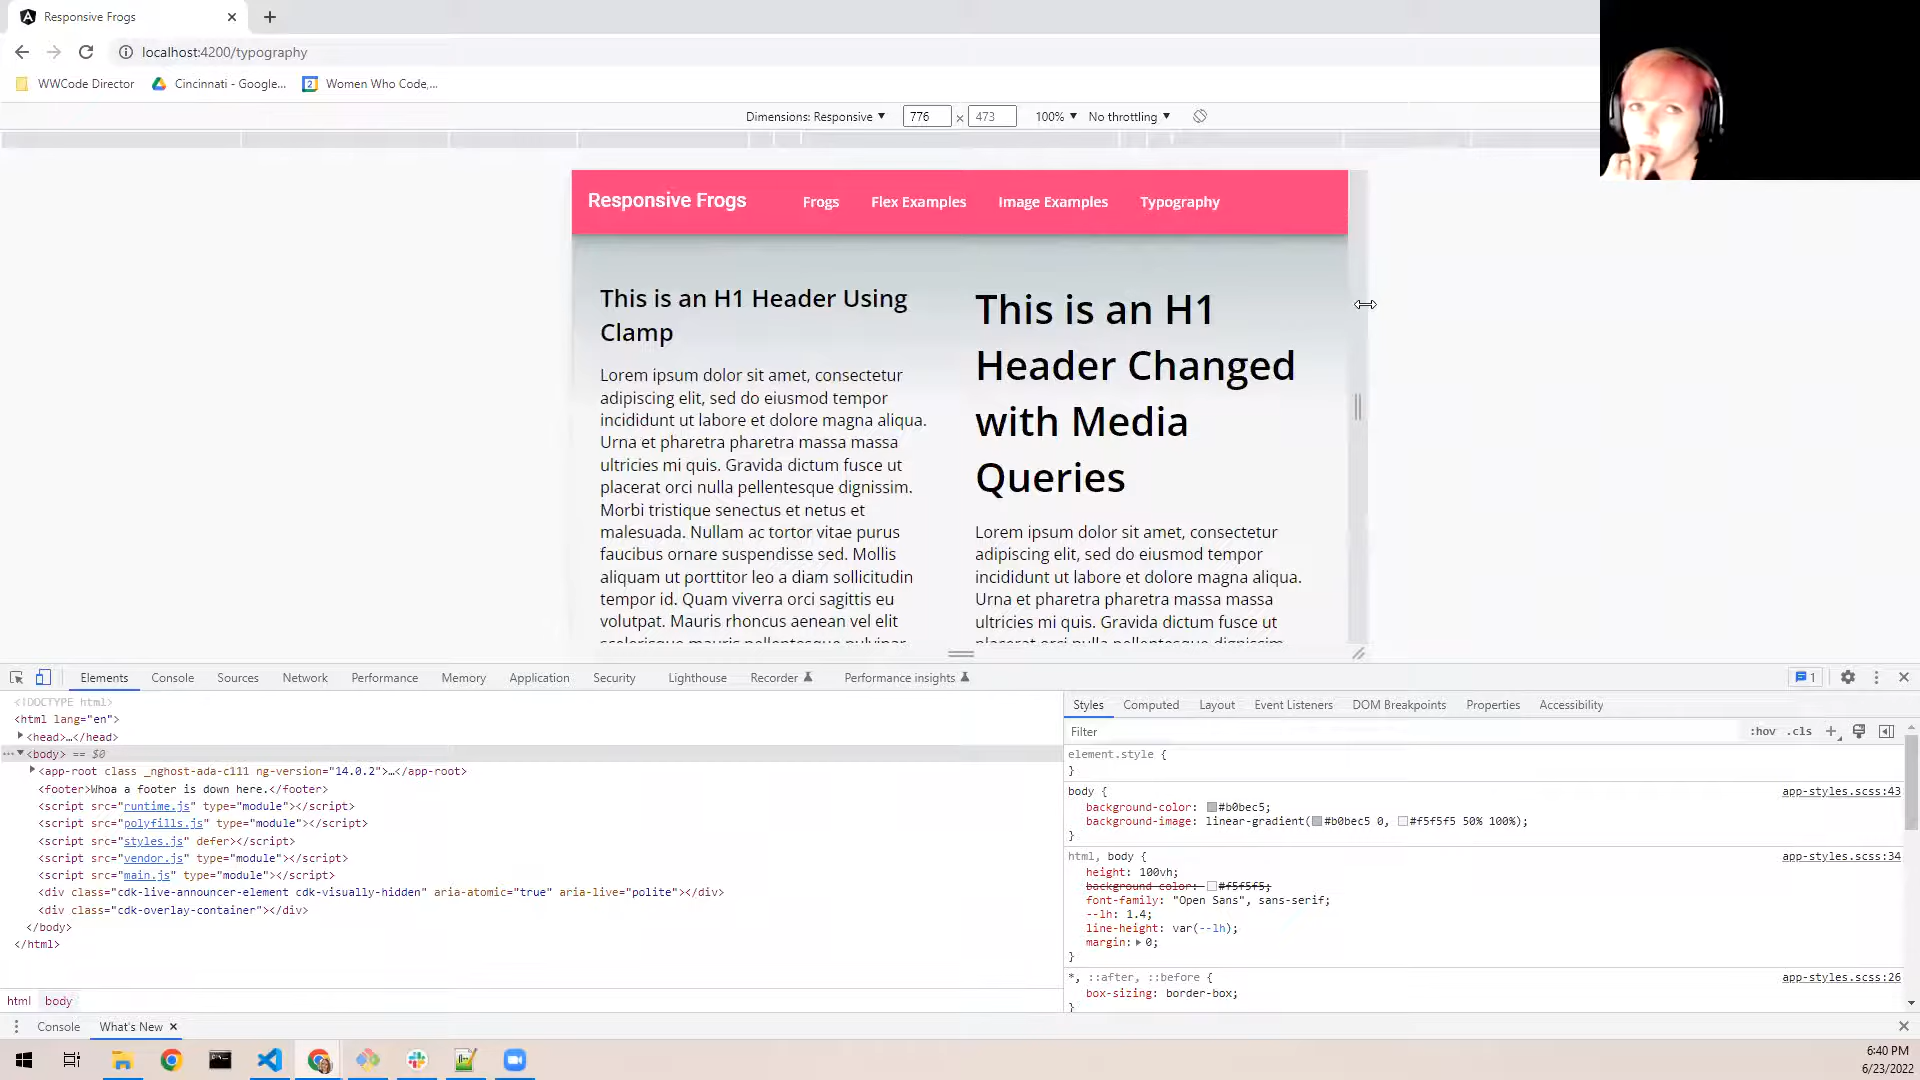 Responsive Frogs
localhost:4200/typography
WWCode Director
Cincinnati - Google...
Women Who Code,...
Dimensions: Responsive
776 × 473
100%
No throttling
Responsive Frogs
Frogs
Flex Examples
Image Examples
Typography
This is an H1 Header Using
Clamp
Lorem ipsum dolor sit amet, consectetur
adipiscing elit, sed do eiusmod tempor
incididunt ut labore et dolore magna aliqua.
Urna et pharetra pharetra massa massa
ultricies mi quis. Gravida dictum fusce ut
placerat orci nulla pellentesque dignissim.
Morbi tristique senectus et netus et
malesuada. Nullam ac tortor vitae purus
faucibus ornare suspendisse sed. Mollis
aliquam ut porttitor leo a diam sollicitudin
tempor id. Quam viverra orci sagittis eu
volutpat. Mauris rhoncus aenean vel elit
scelerisque mauris pellentesque pulvinar
This is an H1
Header Changed
with Media
Queries
Lorem ipsum dolor sit amet, consectetur
adipiscing elit, sed do eiusmod tempor
incididunt ut labore et dolore magna aliqua.
Urna et pharetra pharetra massa massa
ultricies mi quis. Gravida dictum fusce ut
placerat orci nulla pellentesque dignissim.
Elements
Console
Sources
Network
Performance
Memory
Application
Security
Lighthouse
Recorder
Performance insights
1
<!DOCTYPE html>
<html lang="en">
<head>…</head>
<body> == $0
<app-root class _nghost-ada-c111 ng-version="14.0.2">…</app-root>
<footer>Whoa a footer is down here.</footer>
<script src="runtime.js" type="module"></script>
<script src="polyfills.js" type="module"></script>
<script src="styles.js" defer></script>
<script src="vendor.js" type="module"></script>
<script src="main.js" type="module"></script>
<div class="cdk-live-announcer-element cdk-visually-hidden" aria-atomic="true" aria-live="polite"></div>
<div class="cdk-overlay-container"></div>
</body>
</html>
html
body
Styles
Computed
Layout
Event Listeners
DOM Breakpoints
Properties
Accessibility
Filter
:hov
.cls
element.style {
}
body {
app-styles.scss:43
background-color: #b0bec5;
background-image: linear-gradient(#b0bec5 0, #f5f5f5 50% 100%);
}
html, body {
app-styles.scss:34
height: 100vh;
background-color: #f5f5f5;
font-family: "Open Sans", sans-serif;
--lh: 1.4;
line-height: var(--lh);
margin: 0;
}
*, ::after, ::before {
app-styles.scss:26
box-sizing: border-box;
}
Console
What's New
6:40 PM
6/23/2022